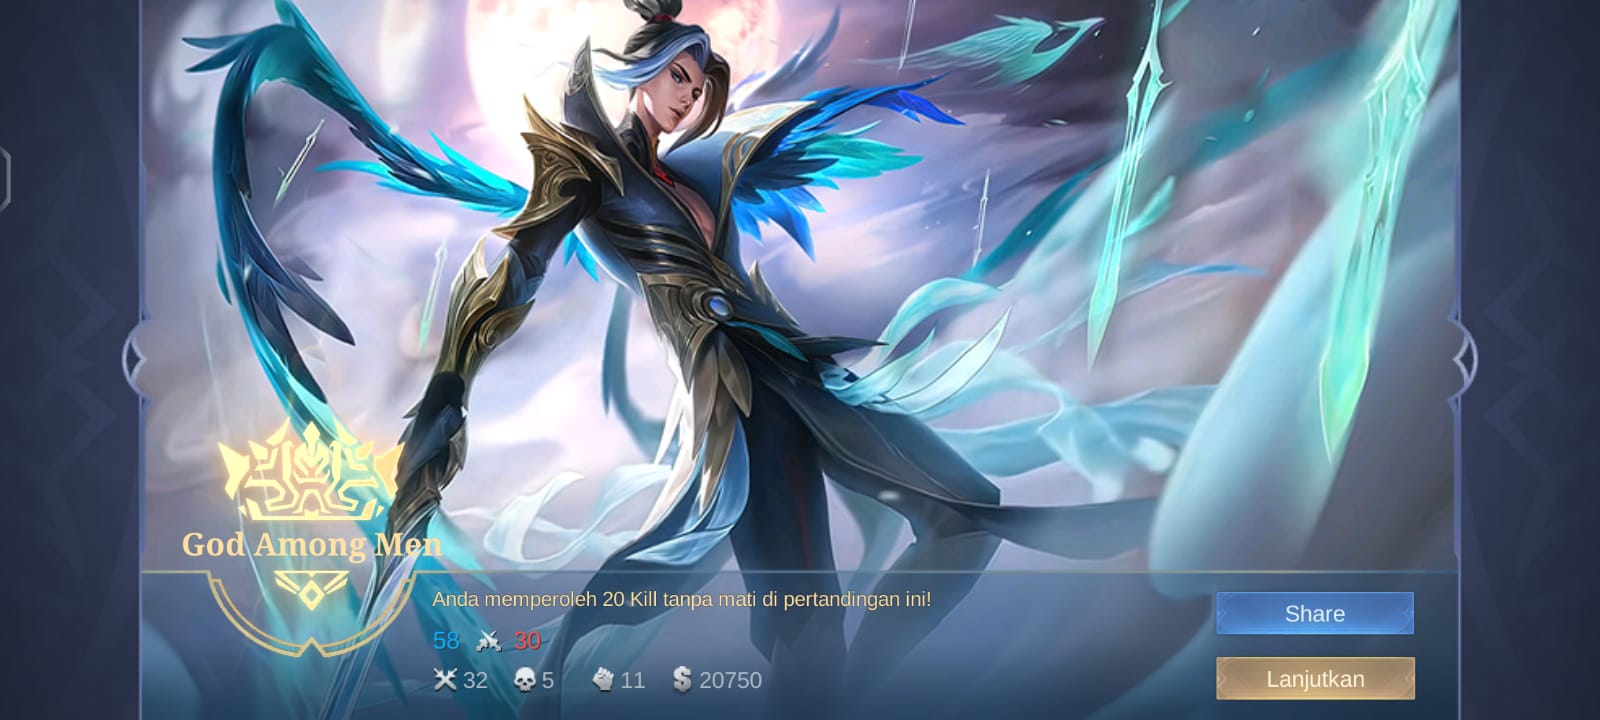 God Among Men
Anda memperoleh 20 Kill tanpa mati di pertandingan ini!
58 30
32 5 11 20750
Share
Lanjutkan